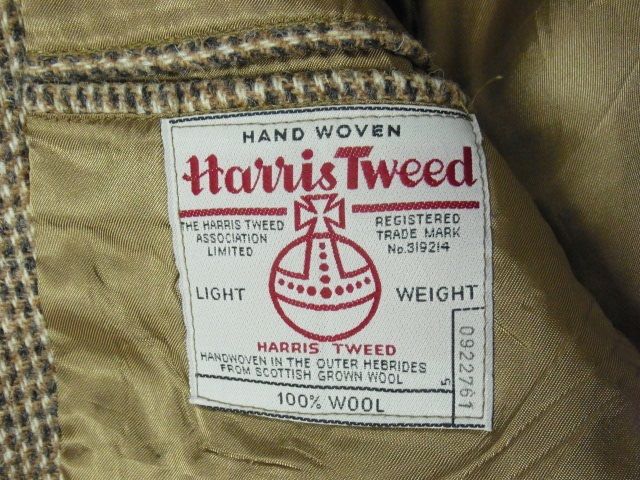 HAND WOVEN
Harris Tweed
THE HARRIS TWEED
ASSOCIATION
LIMITED
REGISTERED
TRADE MARK
No.319214
LIGHT WEIGHT
HARRIS TWEED
HANDWOVEN IN THE OUTER HEBRIDES
FROM SCOTTISH GROWN WOOL
100% WOOL
5
0922761